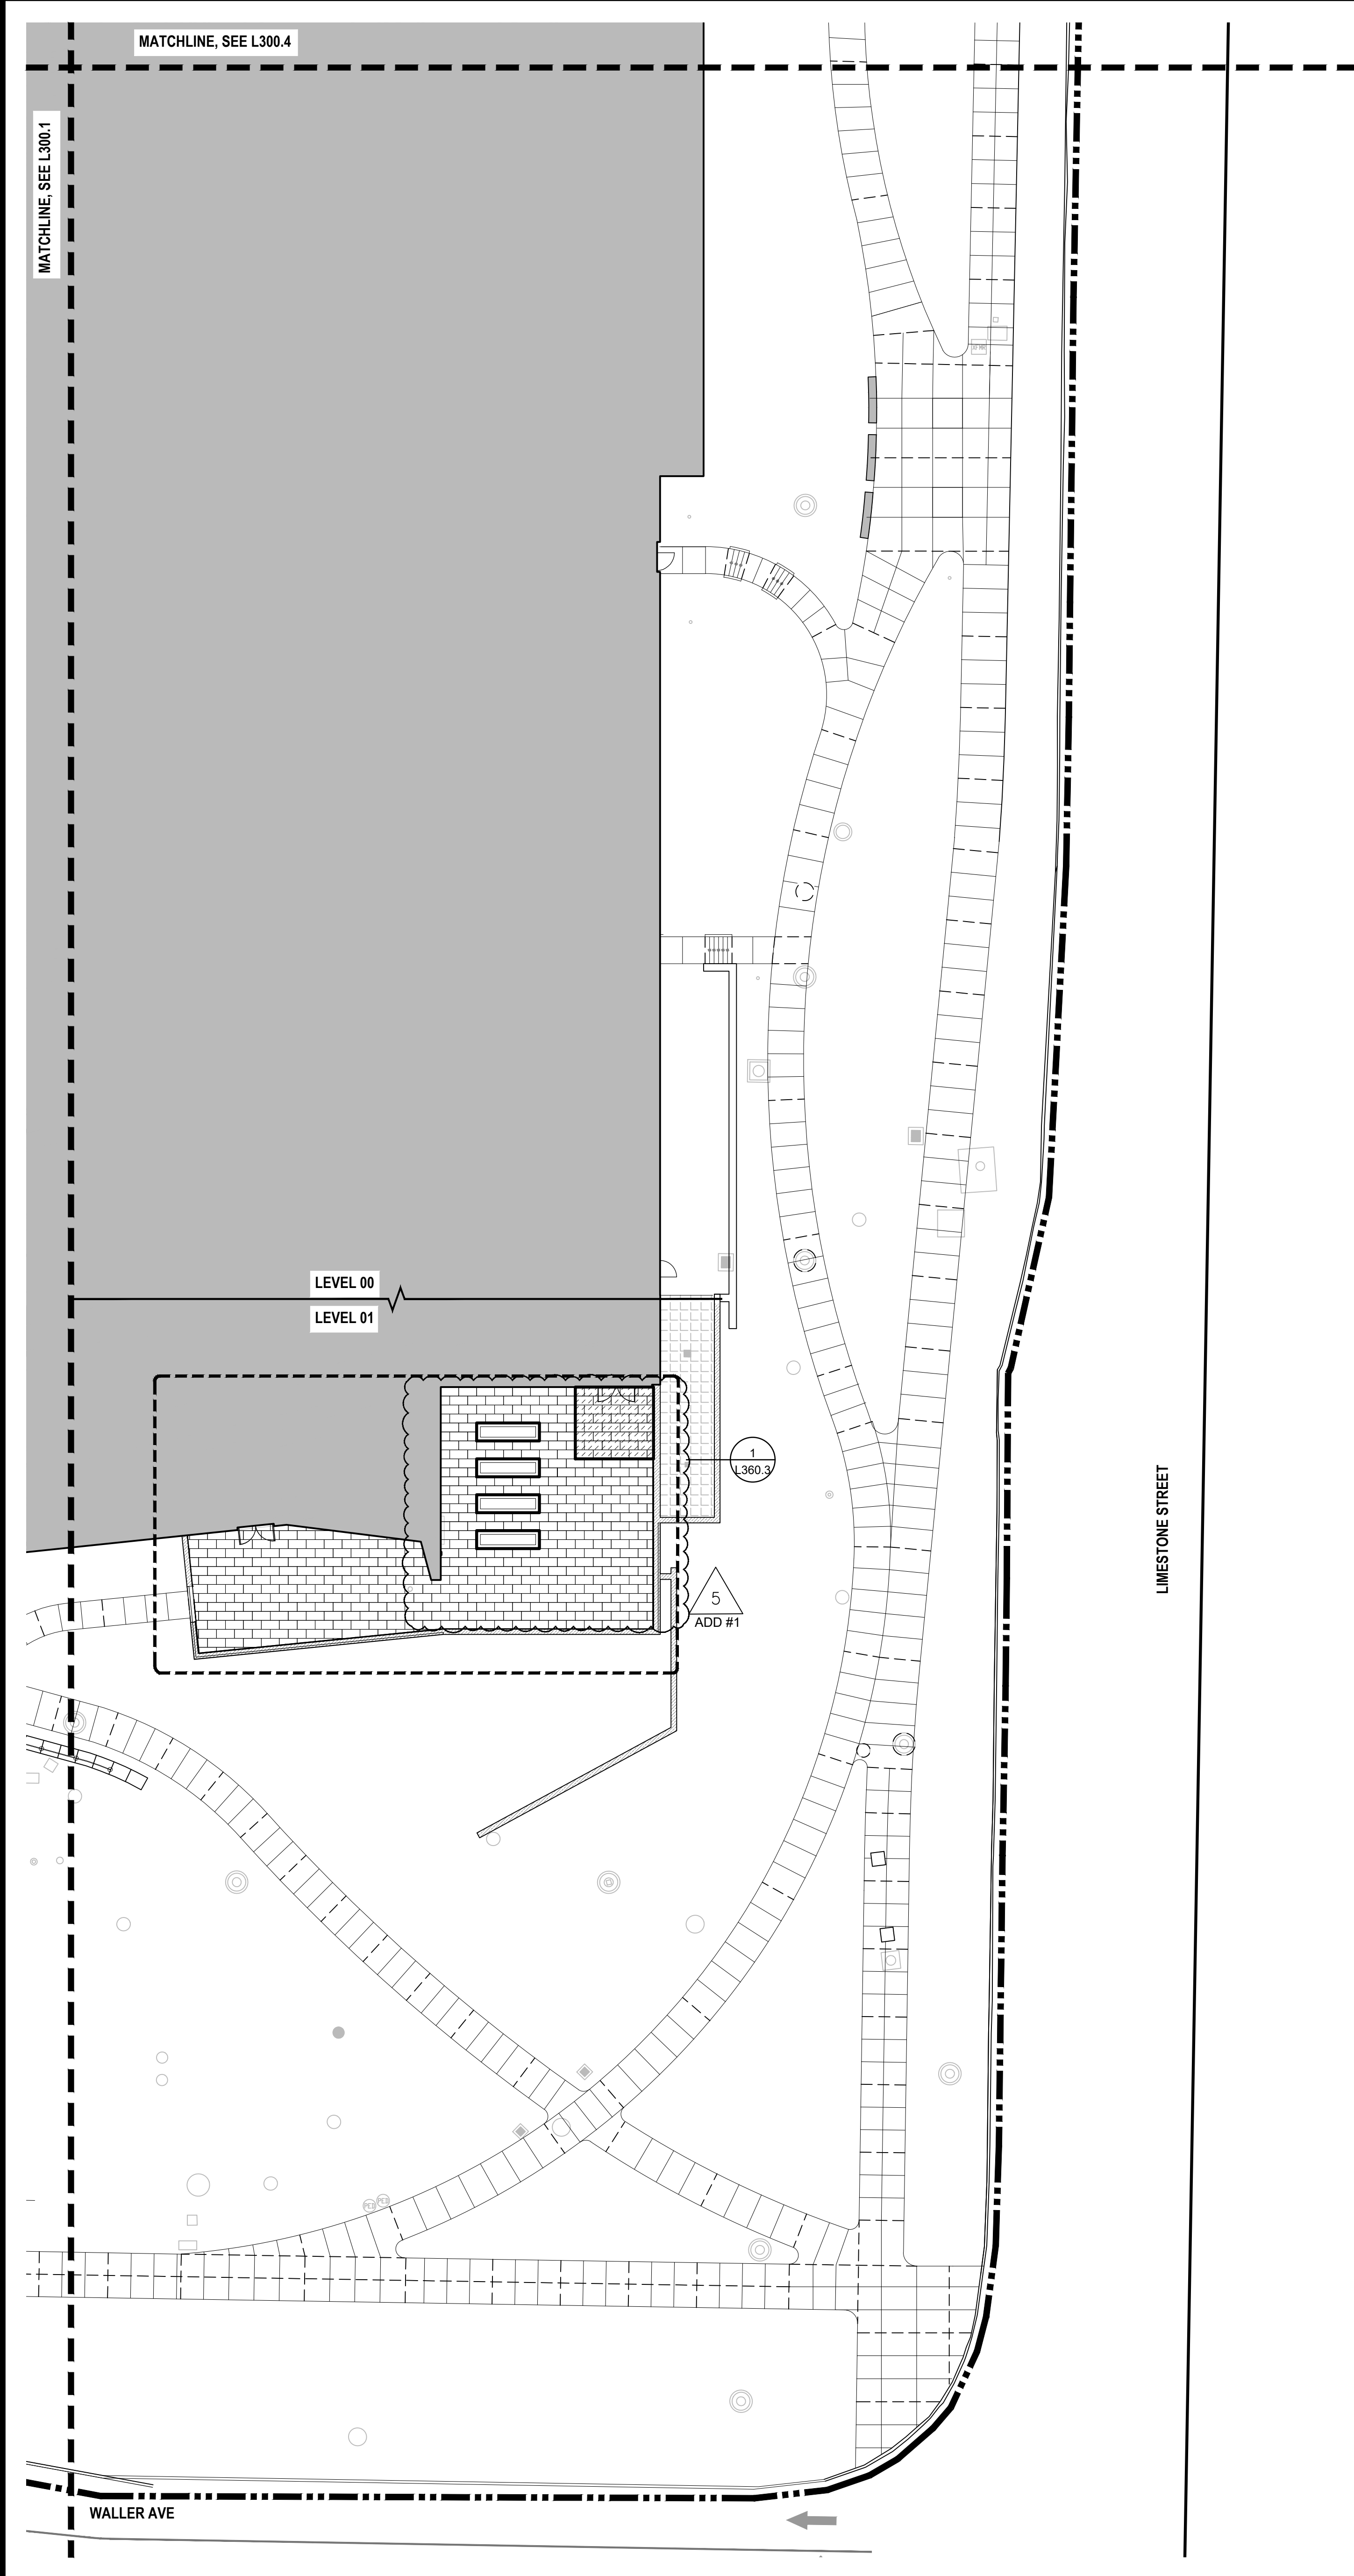 MATCHLINE, SEE L300.4
MATCHLINE, SEE L300.1
LEVEL 00
LEVEL 01
1
L360.3
5
ADD #1
LIMESTONE STREET
WALLER AVE